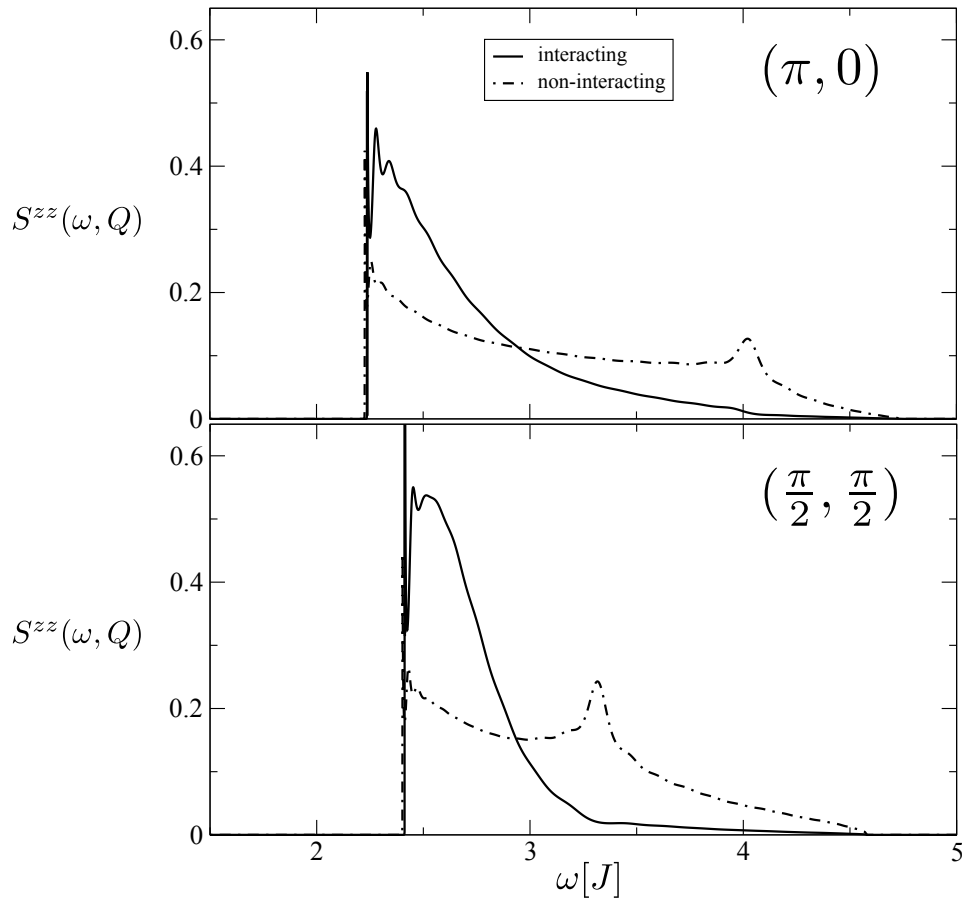 0.6
interacting
non-interacting
(π, 0)
0.4
S^{zz}(ω, Q)
0.2
0
0.6
(π/2, π/2)
0.4
S^{zz}(ω, Q)
0.2
0
2 3 4 5
ω[J]